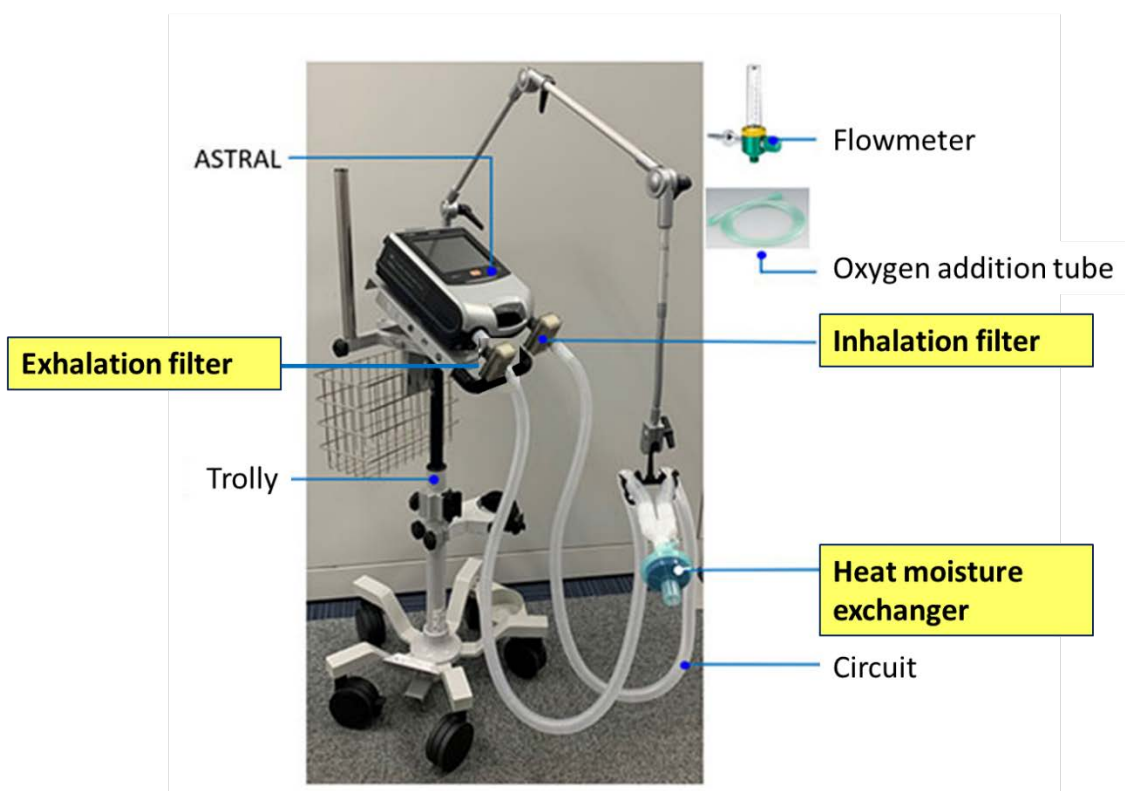 Flowmeter
ASTRAL
Oxygen addition tube
Inhalation filter
Exhalation filter
Trolly
Heat moisture
exchanger
Circuit